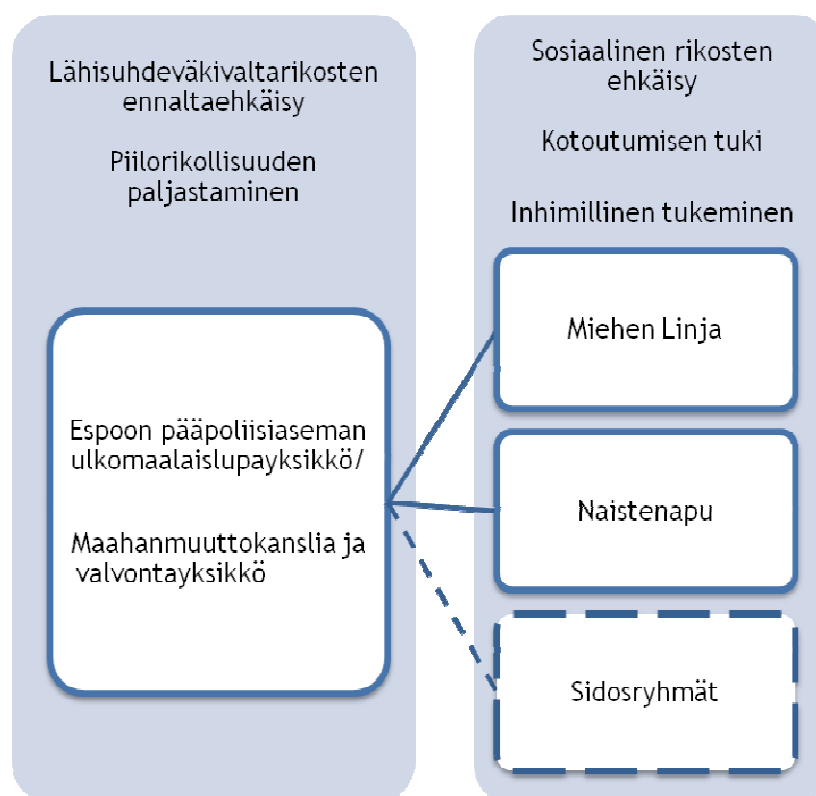 Lähisuhdeväkivaltarikosten
ennaltaehkäisy
Piilorikollisuuden
paljastaminen
Espoon pääpoliisiaseman
ulkomaalaislupayksikkö/
Maahanmuuttokanslia ja
valvontayksikkö
Sosiaalinen rikosten
ehkäisy
Kotoutumisen tuki
Inhimillinen tukeminen
Miehen Linja
Naistenapu
Sidosryhmät